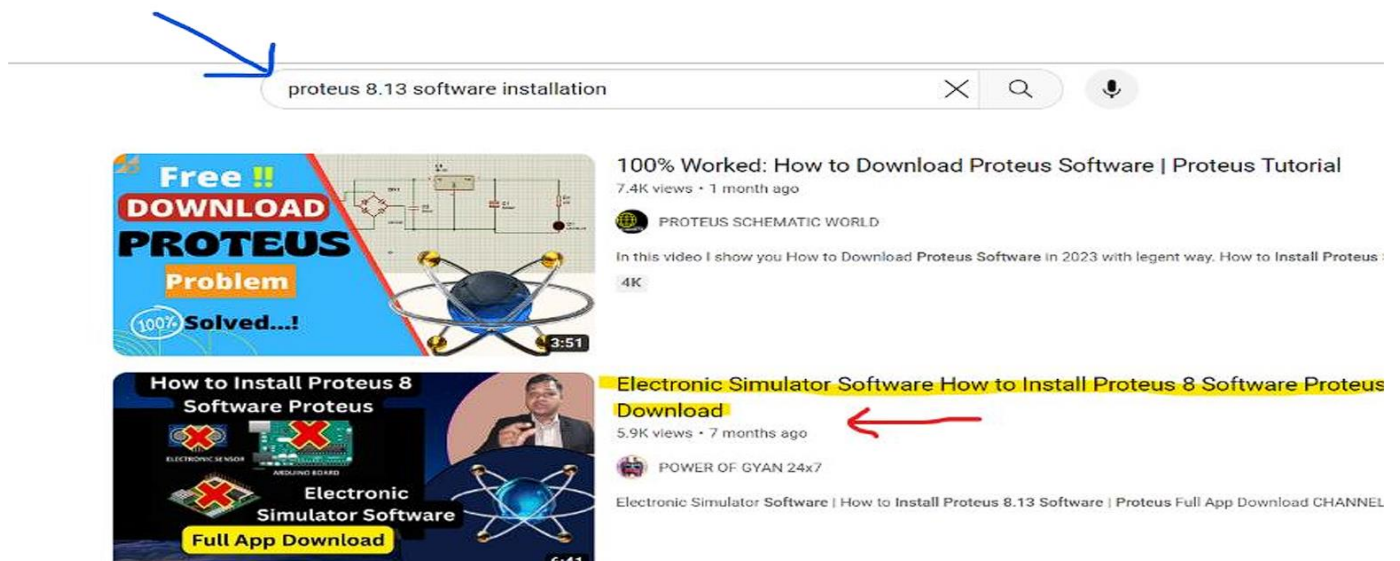 proteus 8.13 software installation
Free !!
DOWNLOAD
PROTEUS
Problem
100% Solved...!
3:51
100% Worked: How to Download Proteus Software | Proteus Tutorial
7.4K views • 1 month ago
PROTEUS SCHEMATIC WORLD
In this video I show you How to Download Proteus Software in 2023 with legent way. How to Install Proteus
4K
How to Install Proteus 8
Software Proteus
ELECTRONIC SENSOR
ARDUINO BOARD
Electronic
Simulator Software
Full App Download
6:41
Electronic Simulator Software How to Install Proteus 8 Software Proteus
Download
5.9K views • 7 months ago
POWER OF GYAN 24x7
Electronic Simulator Software | How to Install Proteus 8.13 Software | Proteus Full App Download CHANNEL